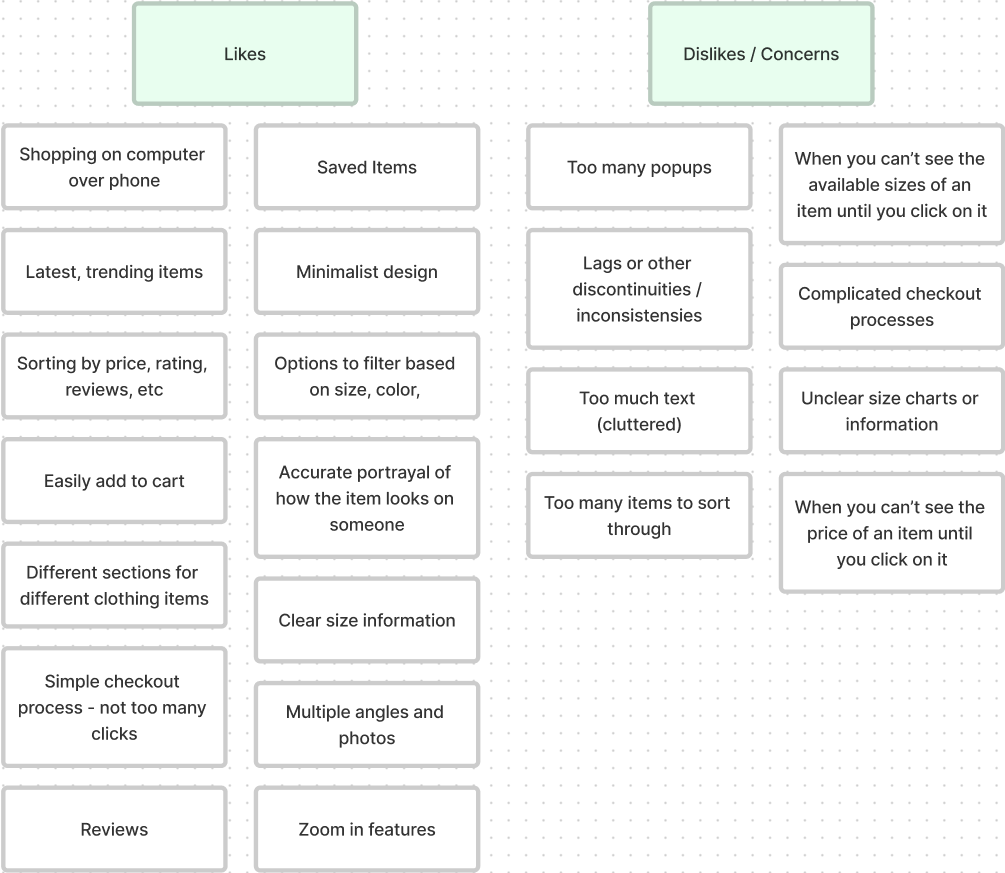 Likes
Dislikes / Concerns
Shopping on computer
over phone
Latest, trending items
Sorting by price, rating,
reviews, etc
Easily add to cart
Different sections for
different clothing items
Simple checkout
process - not too many
clicks
Reviews
Saved Items
Minimalist design
Options to filter based
on size, color,
Accurate portrayal of
how the item looks on
someone
Clear size information
Multiple angles and
photos
Zoom in features
Too many popups
Lags or other
discontinuities /
inconsistensies
Too much text
(cluttered)
Too many items to sort
through
When you can’t see the
available sizes of an
item until you click on it
Complicated checkout
processes
Unclear size charts or
information
When you can’t see the
price of an item until
you click on it